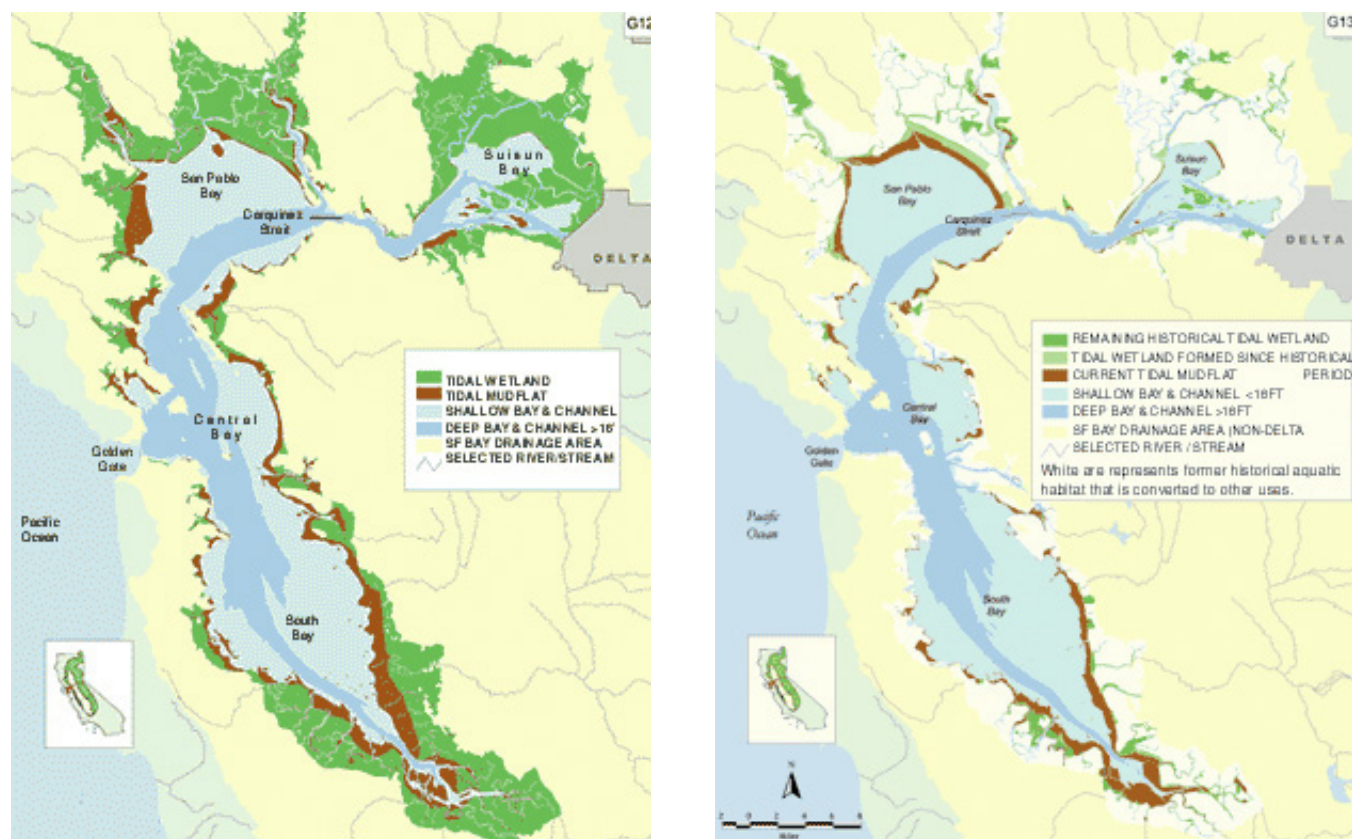 G12
Suisun
Bay
San Pablo
Bay
Carquinez
Strait
DELTA
TIDAL WETLAND
TIDAL MUDFLAT
SHALLOW BAY & CHANNEL
DEEP BAY & CHANNEL >18'
SF BAY DRAINAGE AREA
SELECTED RIVER/STREAM
Central
Bay
Golden
Gate
Pacific
Ocean
South
Bay
G13
Suisun
Bay
San Pablo
Bay
Carquinez
Strait
DELTA
REMAINING HISTORICAL TIDAL WETLAND
TIDAL WETLAND FORMED SINCE HISTORICAL
CURRENT TIDAL MUDFLAT PERIOD
SHALLOW BAY & CHANNEL <18FT
DEEP BAY & CHANNEL >18FT
SF BAY DRAINAGE AREA (NON-DELTA
SELECTED RIVER / STREAM
White are represents former historical aquatic
habitat that is converted to other uses.
Central
Bay
Golden
Gate
Pacific
Ocean
South
Bay
N